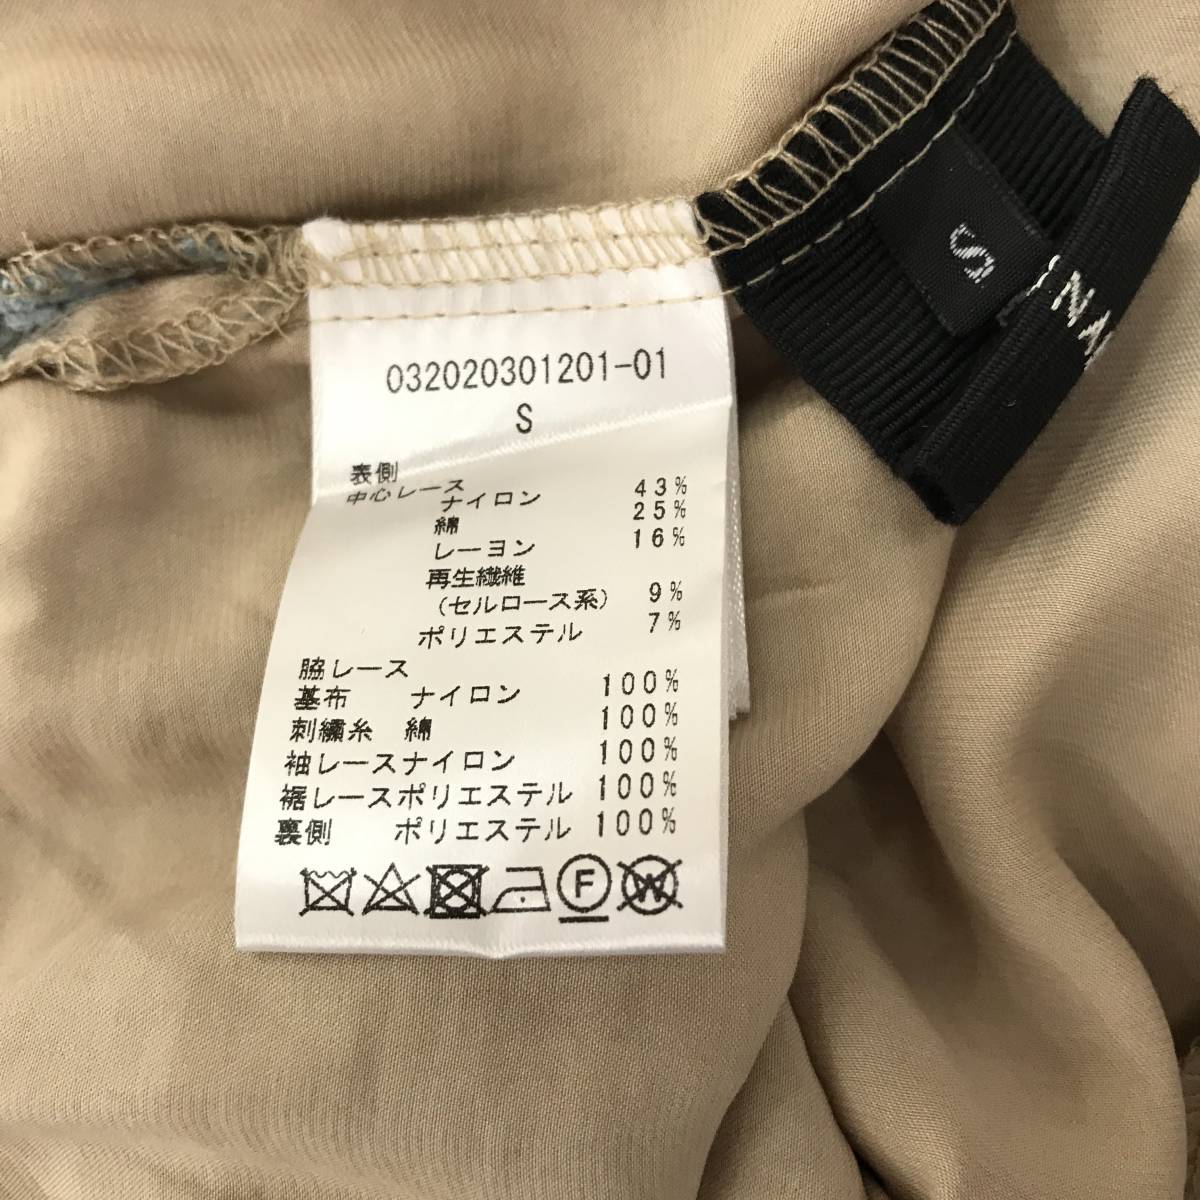 032020301201-01
S
表側
中心レース
ナイロン 43%
綿 25%
レーヨン 16%
再生繊維
(セルロース系) 9%
ポリエステル 7%
脇レース
基布 ナイロン 100%
刺繍糸 綿 100%
袖レースナイロン 100%
裾レースポリエステル 100%
裏側 ポリエステル 100%
F
W
S